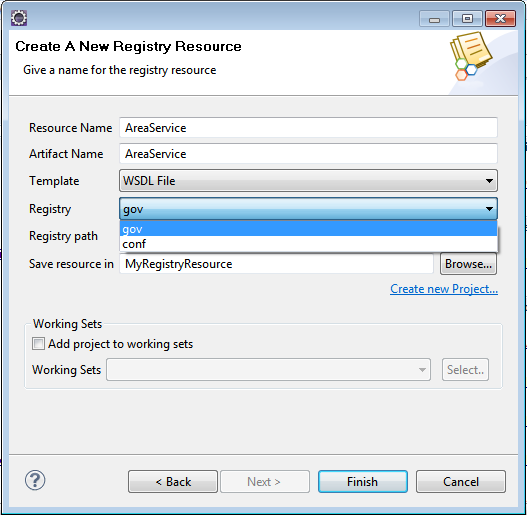 Create A New Registry Resource
Give a name for the registry resource
Resource Name AreaService
Artifact Name AreaService
Template WSDL File
Registry gov
gov
Registry path
conf
Save resource in MyRegistryResource Browse...
Create new Project...
Working Sets
Add project to working sets
Working Sets Select..
? < Back Next > Finish Cancel